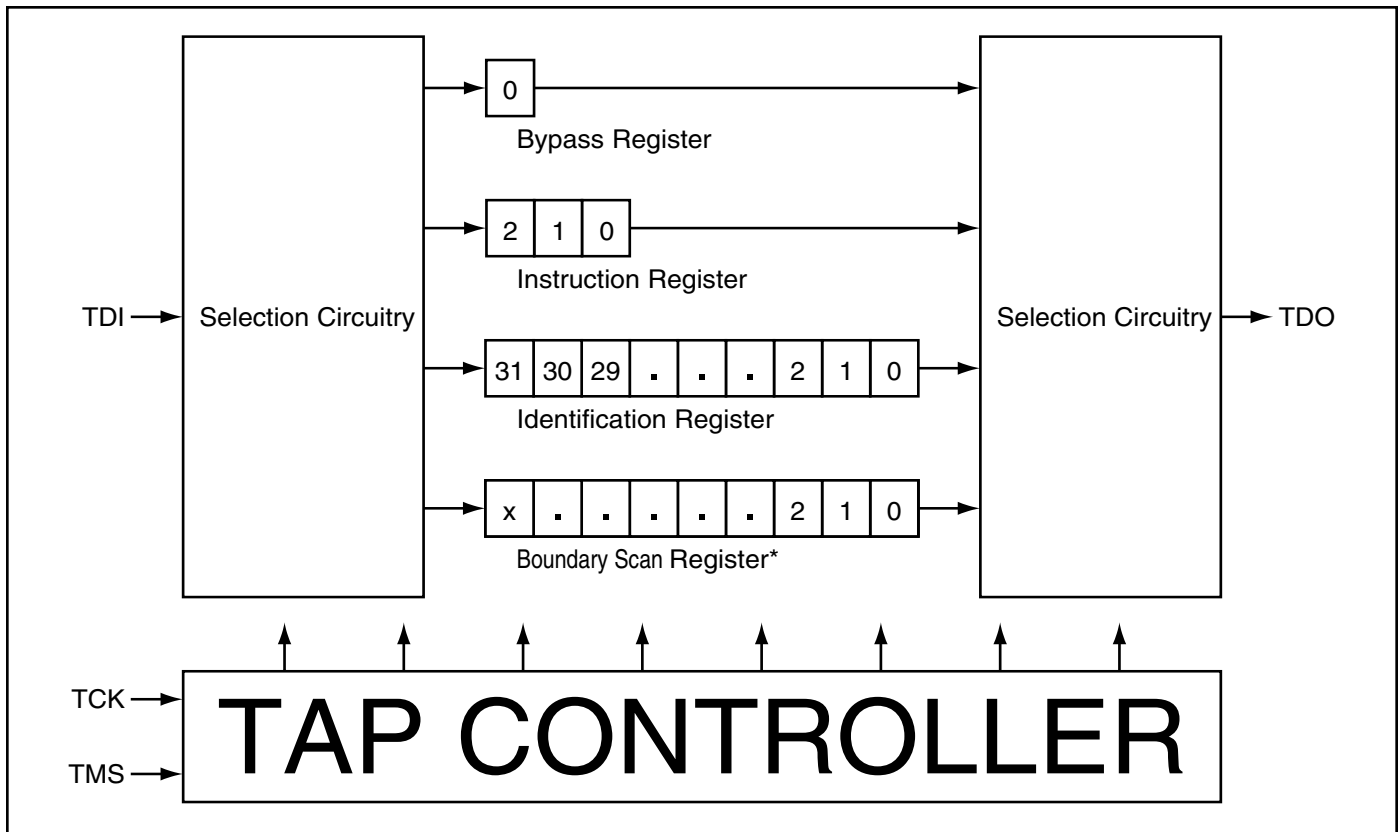 0
Bypass Register
2 1 0
Instruction Register
TDI Selection Circuitry Selection Circuitry TDO
31 30 29 . . . 2 1 0
Identification Register
x . . . . . 2 1 0
Boundary Scan Register*
TCK
TAP CONTROLLER
TMS